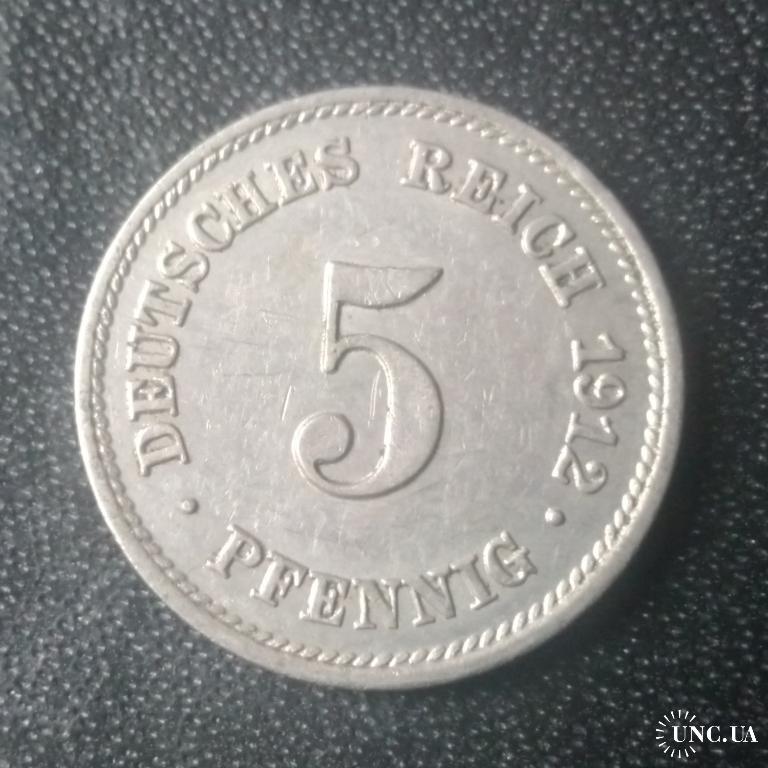 DEUTSCHES REICH 1912
5
· PFENNIG ·
UNC.UA